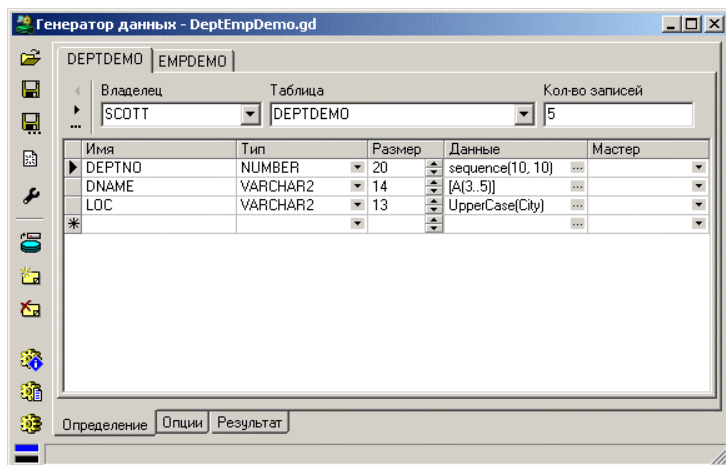 Генератор данных - DeptEmpDemo.gd
DEPTDEMO EMPDEMO
Владелец Таблица Кол-во записей
SCOTT DEPTDEMO 5
Имя Тип Размер Данные Мастер
DEPTNO NUMBER 20 sequence(10, 10) ...
DNAME VARCHAR2 14 [A(3..5)] ...
LOC VARCHAR2 13 UpperCase(City) ...
* ...
Определение Опции Результат